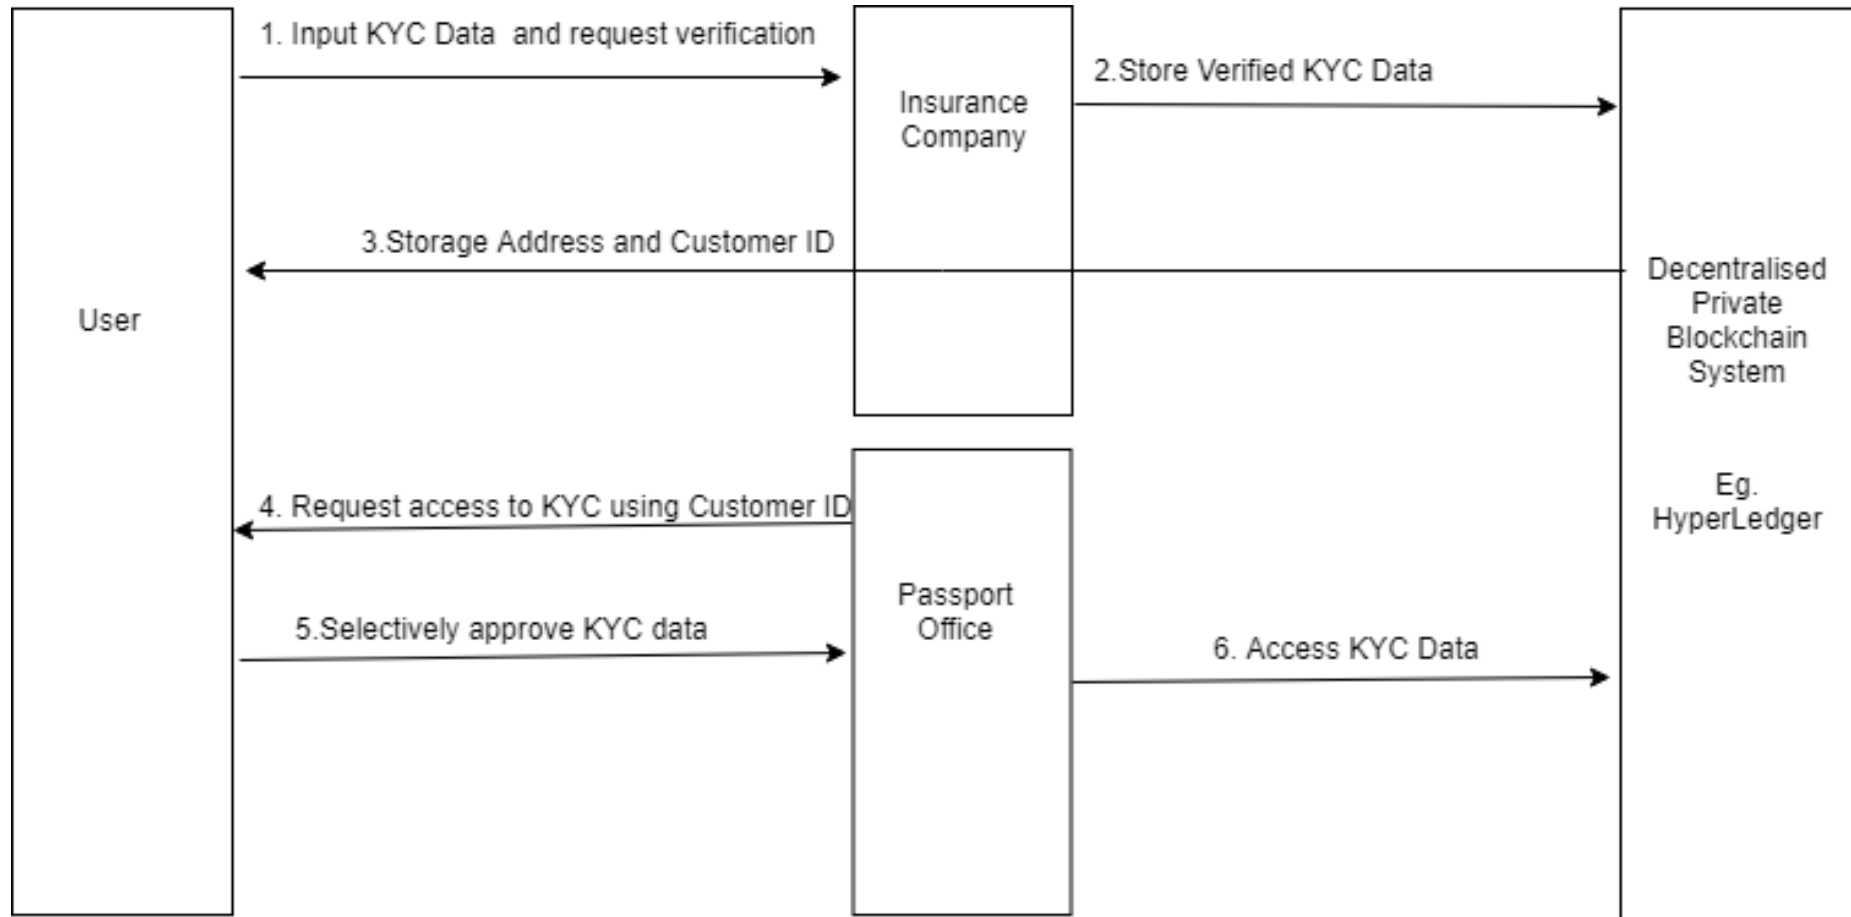 1. Input KYC Data  and request verification
2.Store Verified KYC Data
Insurance
Company
3.Storage Address and Customer ID
User
Decentralised
Private
Blockchain
System
4. Request access to KYC using Customer ID
Eg.
HyperLedger
Passport
Office
5.Selectively approve KYC data
6. Access KYC Data